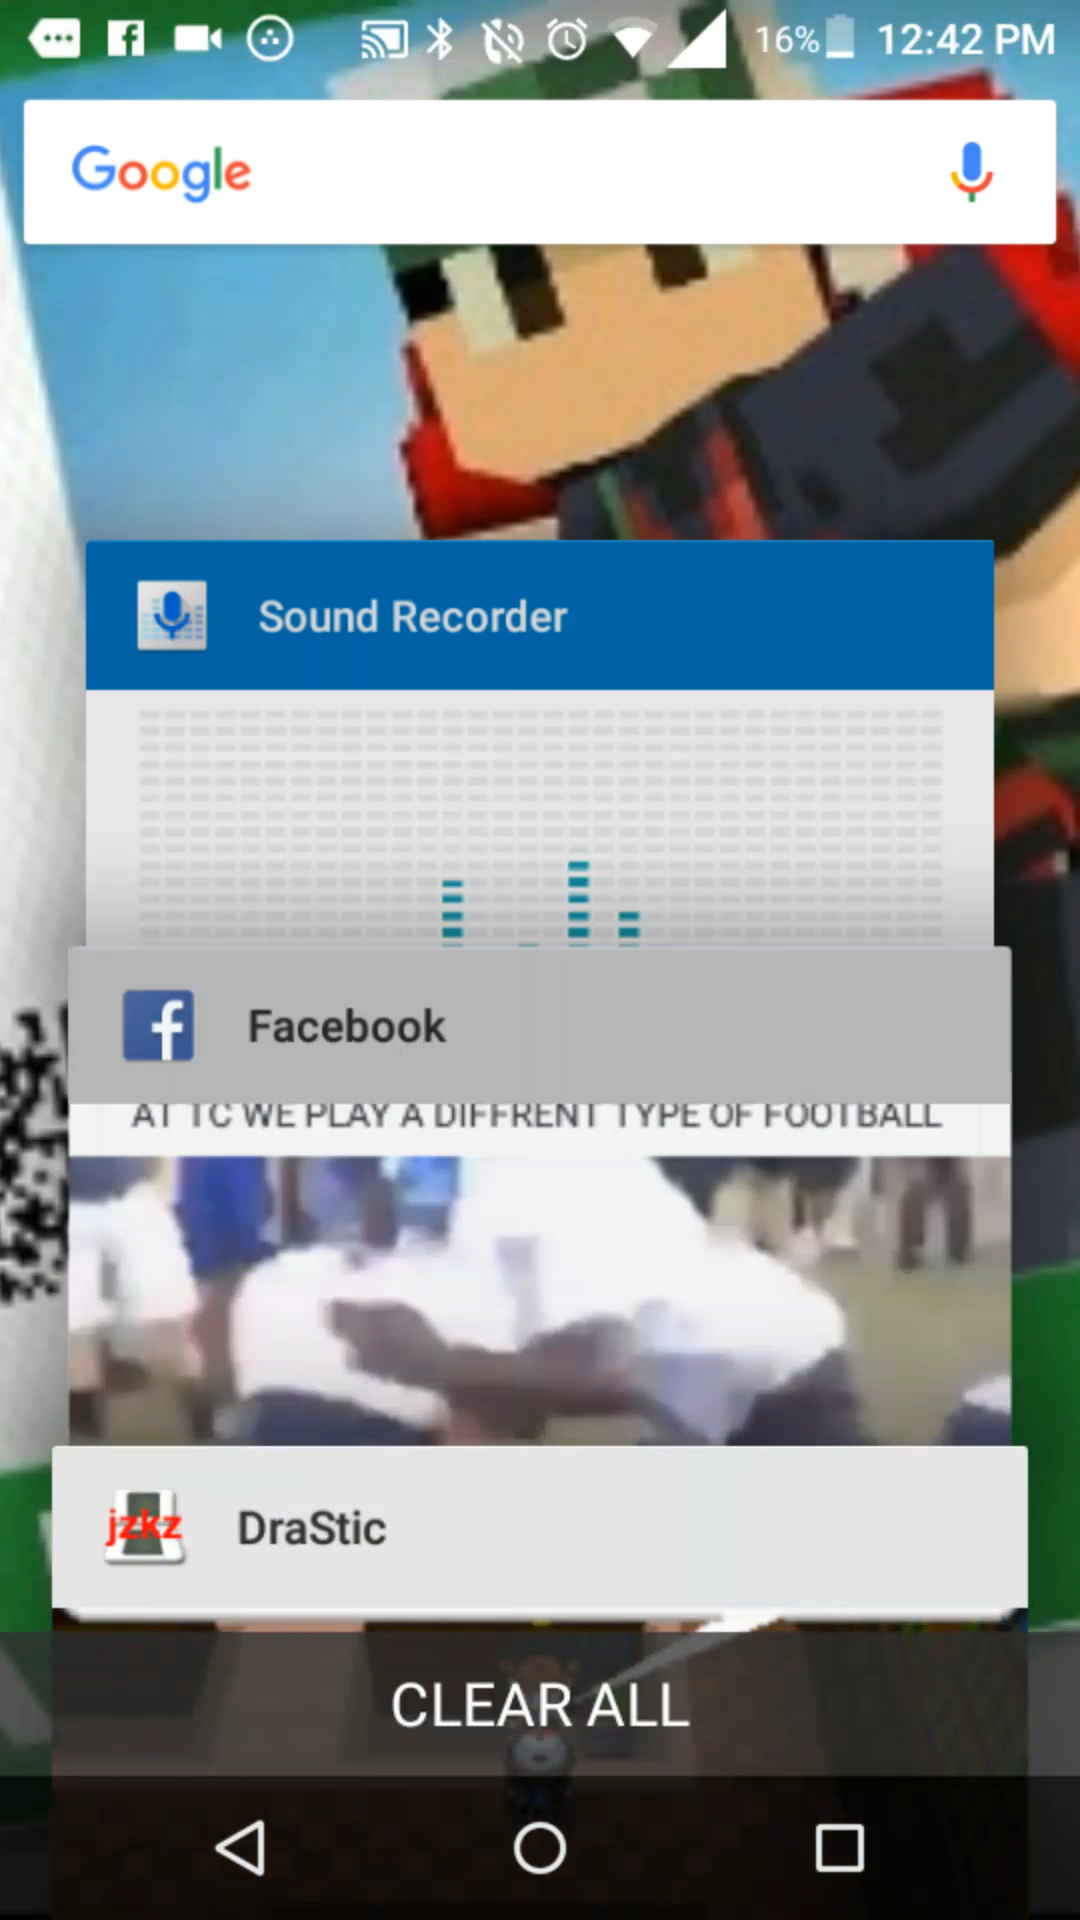 16% 12:42 PM
Google
Sound Recorder
Facebook
AT TC WE PLAY A DIFFRENT TYPE OF FOOTBALL
jzkz
DraStic
CLEAR ALL